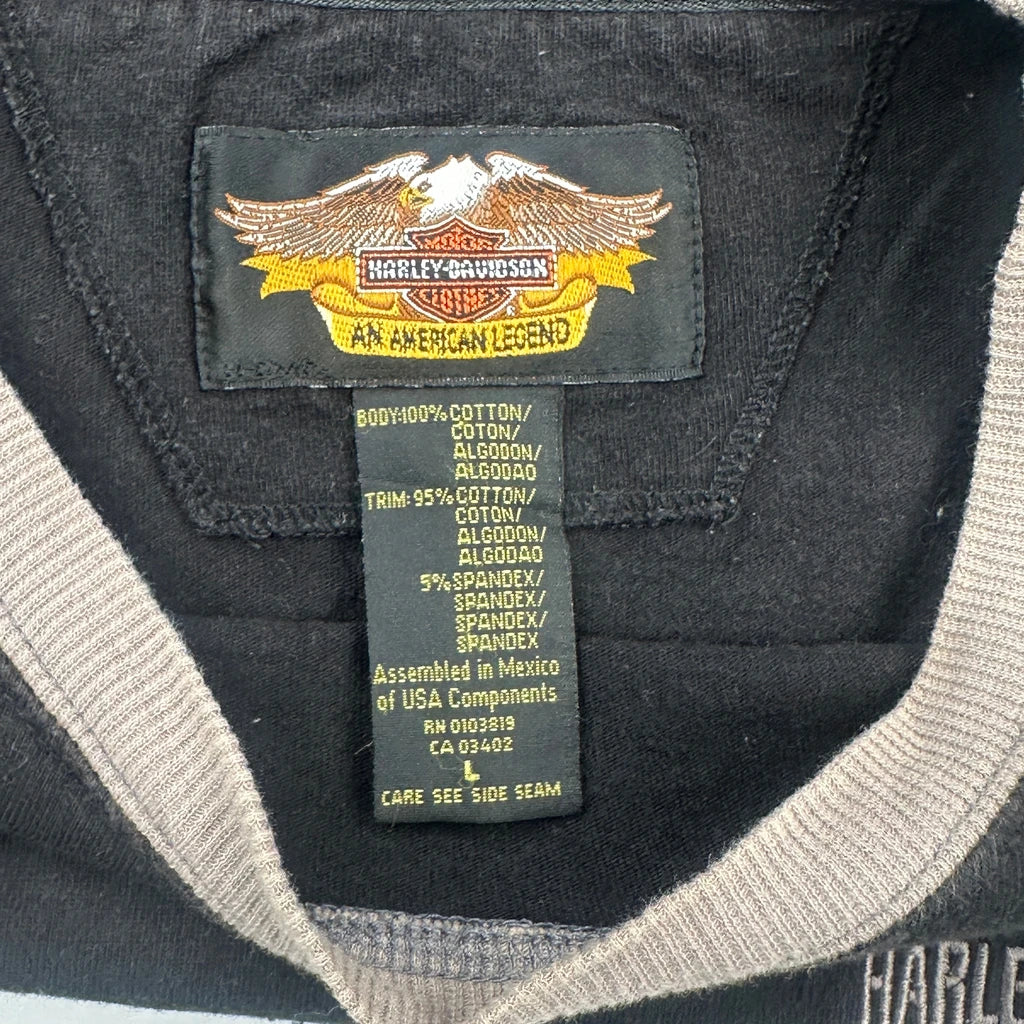 MOTOR
HARLEY-DAVIDSON
AN AMERICAN LEGEND
BODY:100% COTTON/
COTON/
ALGODON/
ALGODAO
TRIM: 95% COTTON/
COTON/
ALGODON/
ALGODAO
5% SPANDEX/
SPANDEX/
SPANDEX/
SPANDEX
Assembled in Mexico
of USA Components
RN 0103819
CA 03402
L
CARE SEE SIDE SEAM
HARLE